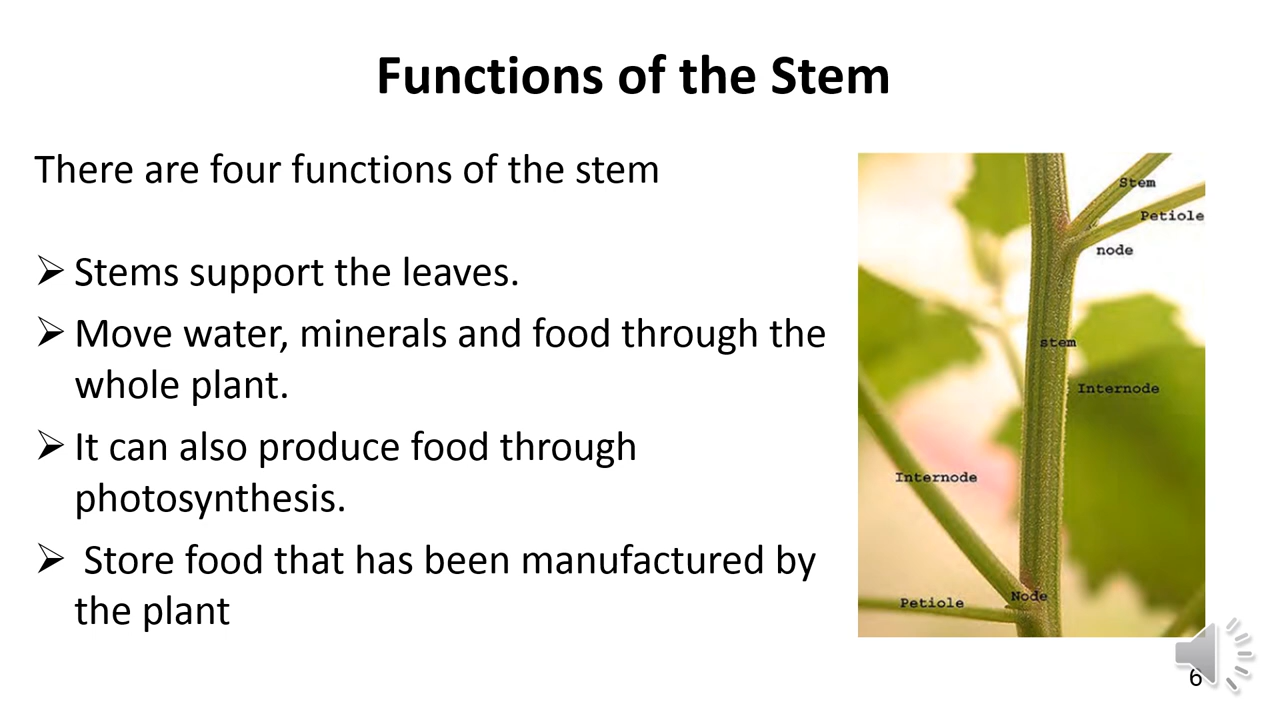 Functions of the Stem
There are four functions of the stem
➢ Stems support the leaves.
➢ Move water, minerals and food through the
whole plant.
➢ It can also produce food through
photosynthesis.
➢ Store food that has been manufactured by
the plant
Stem
Petiole
node
stem
Internode
Internode
Node
Petiole
6